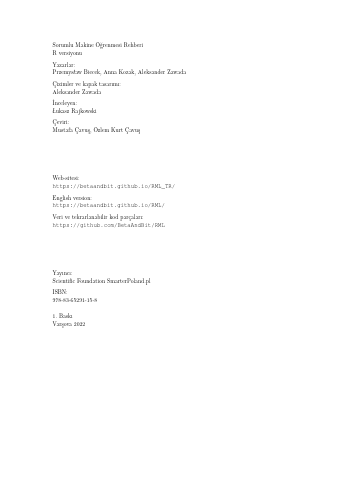 Sorumlu Makine Öğrenmesi Rehberi
R versiyonu
Yazarlar:
Przemysław Biecek, Anna Kozak, Aleksander Zawada
Çizimler ve kapak tasarımı:
Aleksander Zawada
İnceleyen:
Łukasz Rajkowski
Çeviri:
Mustafa Çavuş, Özlem Kurt Çavuş
Web-sitesi:
https://betaandbit.github.io/RML_TR/
English version:
https://betaandbit.github.io/RML/
Veri ve tekrarlanabilir kod parçaları:
https://github.com/BetaAndBit/RML
Yayıncı:
Scientific Foundation SmarterPoland.pl
ISBN:
978-83-65291-15-8
1. Baskı
Varşova 2022